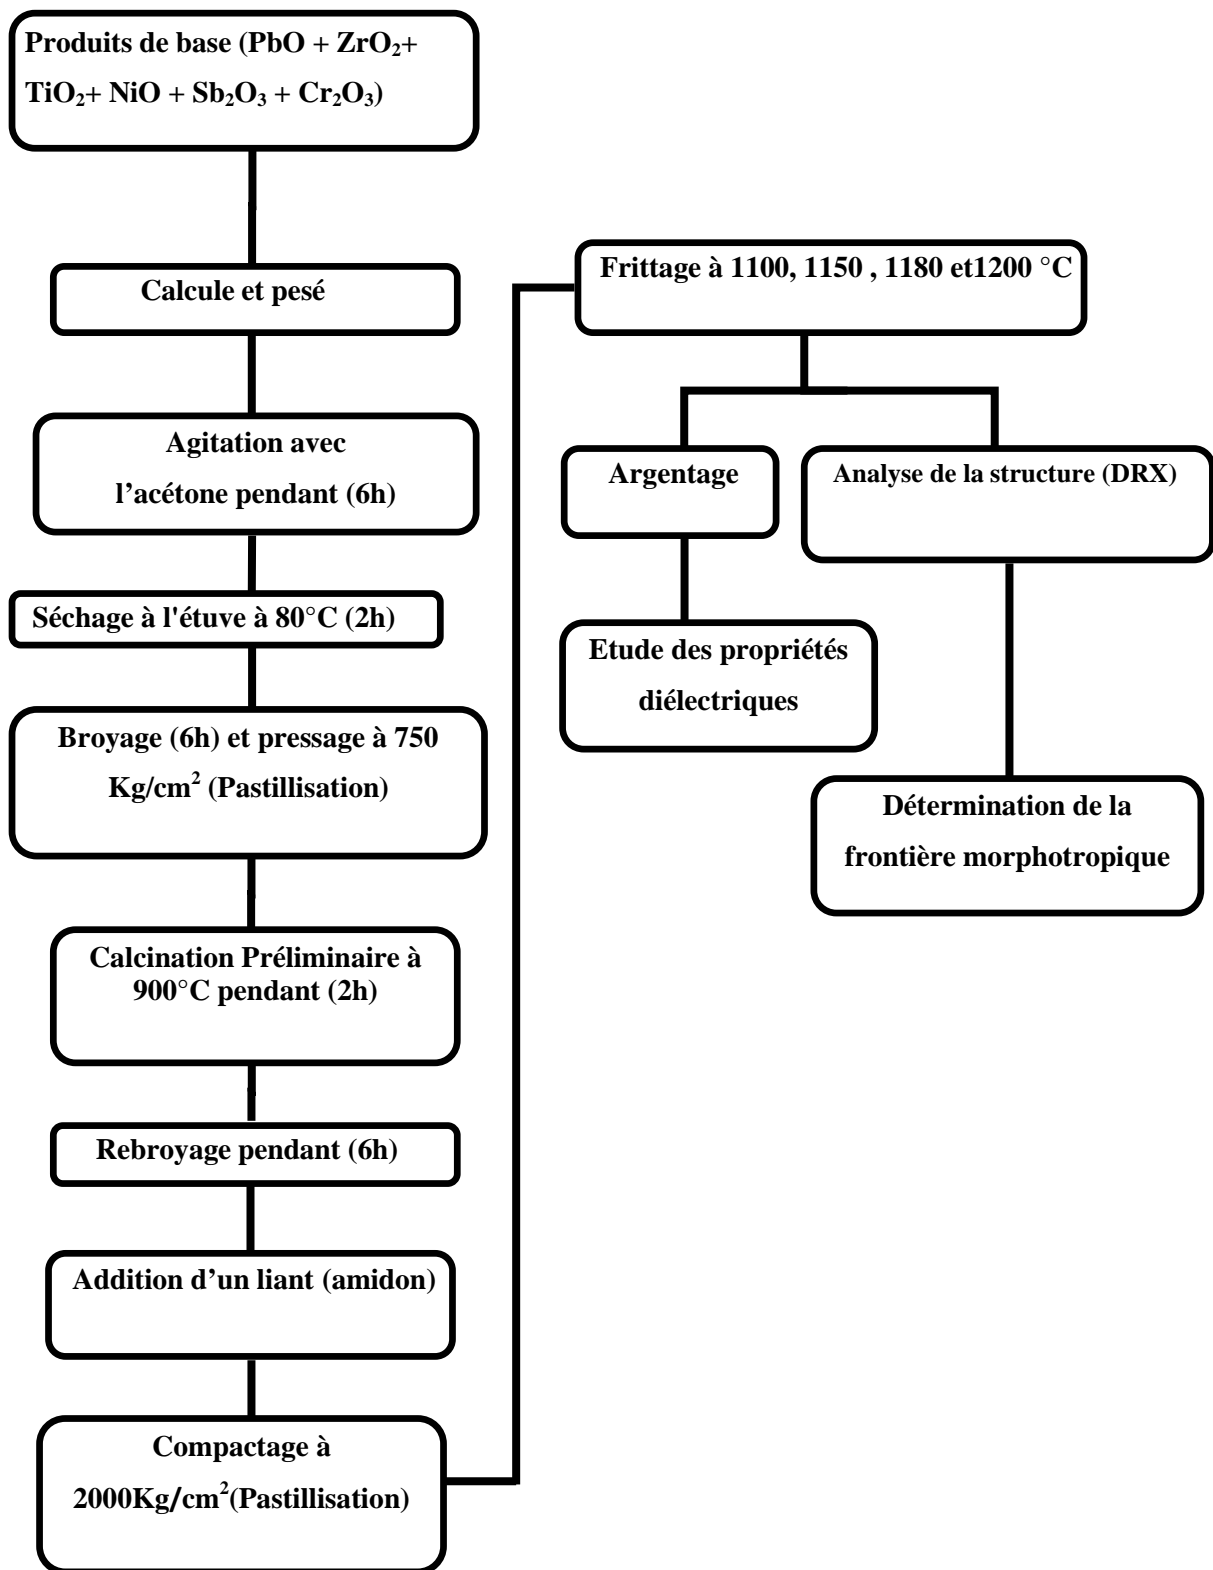 Produits de base (PbO + ZrO₂+
TiO₂+ NiO + Sb₂O₃ + Cr₂O₃)
Calcule et pesé
Agitation avec
l’acétone pendant (6h)
Séchage à l'étuve à 80°C (2h)
Broyage (6h) et pressage à 750
Kg/cm² (Pastillisation)
Calcination Préliminaire à
900°C pendant (2h)
Rebroyage pendant (6h)
Addition d’un liant (amidon)
Compactage à
2000Kg/cm²(Pastillisation)
Frittage à 1100, 1150 , 1180 et1200 °C
Argentage
Analyse de la structure (DRX)
Etude des propriétés
diélectriques
Détermination de la
frontière morphotropique